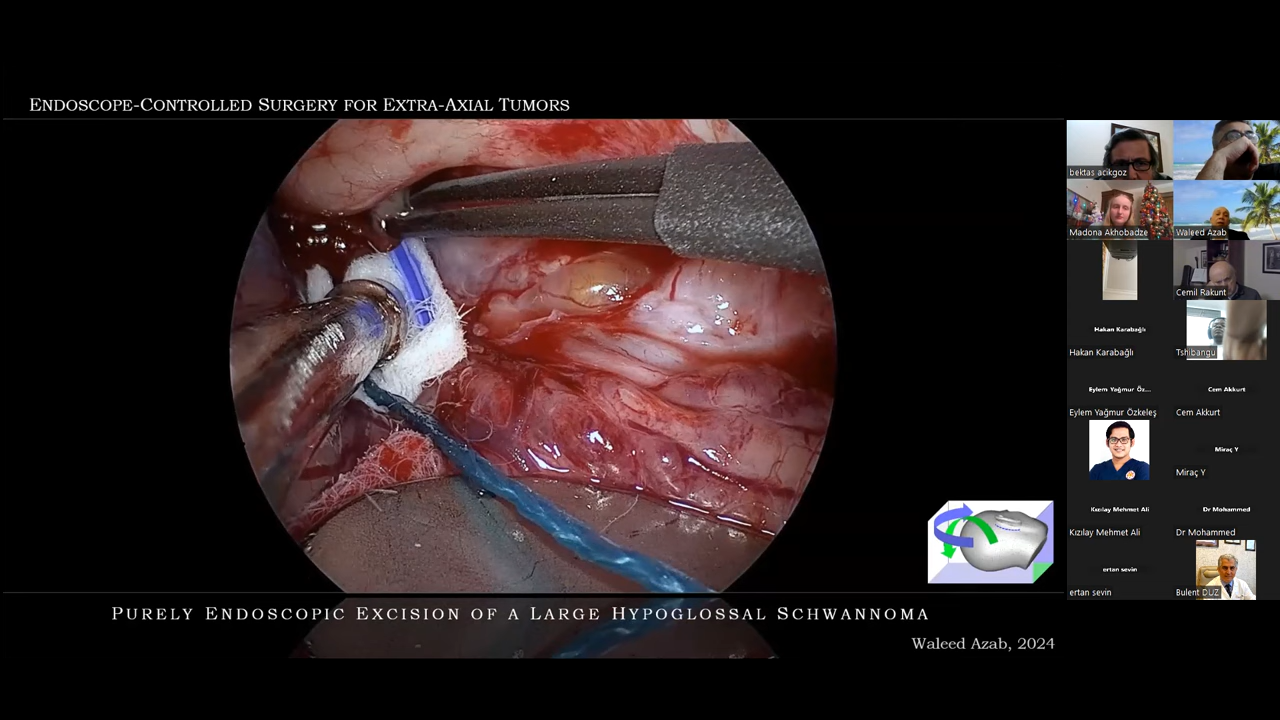 ENDOSCOPE-CONTROLLED SURGERY FOR EXTRA-AXIAL TUMORS
bektas acikgoz
Madona Akhobadze
Waleed Azab
Cemil Rakunt
Hakan Karabağlı
Hakan Karabağlı
Tshibangu
Eylem Yağmur Öz...
Cem Akkurt
Eylem Yağmur Özkeleş
Cem Akkurt
Miraç Y
Miraç Y
Kızılay Mehmet Ali
Dr Mohammed
Kızılay Mehmet Ali
Dr Mohammed
ertan sevin
ertan sevin
Bulent DUZ
PURELY ENDOSCOPIC EXCISION OF A LARGE HYPOGLOSSAL SCHWANNOMA
Waleed Azab, 2024